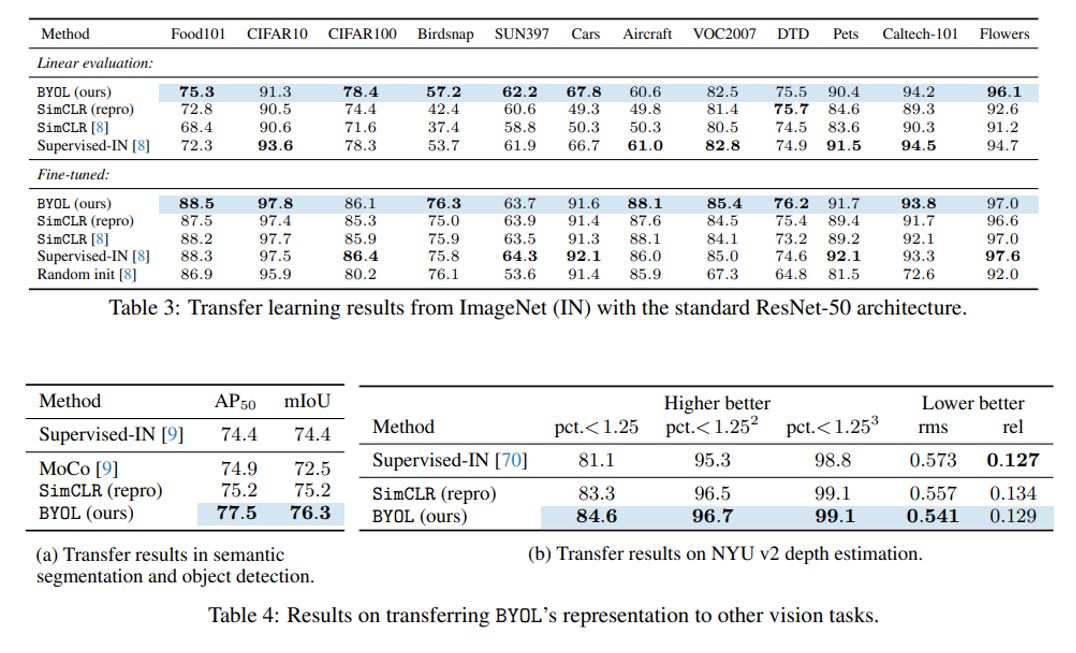 Method Food101 CIFAR10 CIFAR100 Birdsnap SUN397 Cars Aircraft VOC2007 DTD Pets Caltech-101 Flowers
Linear evaluation:
BYOL (ours) 75.3 91.3 78.4 57.2 62.2 67.8 60.6 82.5 75.5 90.4 94.2 96.1
SimCLR (repro) 72.8 90.5 74.4 42.4 60.6 49.3 49.8 81.4 75.7 84.6 89.3 92.6
SimCLR [8] 68.4 90.6 71.6 37.4 58.8 50.3 50.3 80.5 74.5 83.6 90.3 91.2
Supervised-IN [8] 72.3 93.6 78.3 53.7 61.9 66.7 61.0 82.8 74.9 91.5 94.5 94.7
Fine-tuned:
BYOL (ours) 88.5 97.8 86.1 76.3 63.7 91.6 88.1 85.4 76.2 91.7 93.8 97.0
SimCLR (repro) 87.5 97.4 85.3 75.0 63.9 91.4 87.6 84.5 75.4 89.4 91.7 96.6
SimCLR [8] 88.2 97.7 85.9 75.9 63.5 91.3 88.1 84.1 73.2 89.2 92.1 97.0
Supervised-IN [8] 88.3 97.5 86.4 75.8 64.3 92.1 86.0 85.0 74.6 92.1 93.3 97.6
Random init [8] 86.9 95.9 80.2 76.1 53.6 91.4 85.9 67.3 64.8 81.5 72.6 92.0
Table 3: Transfer learning results from ImageNet (IN) with the standard ResNet-50 architecture.
Method AP₅₀ mIoU
Supervised-IN [9] 74.4 74.4
MoCo [9] 74.9 72.5
SimCLR (repro) 75.2 75.2
BYOL (ours) 77.5 76.3
(a) Transfer results in semantic
segmentation and object detection.
Higher better Lower better
Method pct.<1.25 pct.<1.25² pct.<1.25³ rms rel
Supervised-IN [70] 81.1 95.3 98.8 0.573 0.127
SimCLR (repro) 83.3 96.5 99.1 0.557 0.134
BYOL (ours) 84.6 96.7 99.1 0.541 0.129
(b) Transfer results on NYU v2 depth estimation.
Table 4: Results on transferring BYOL's representation to other vision tasks.